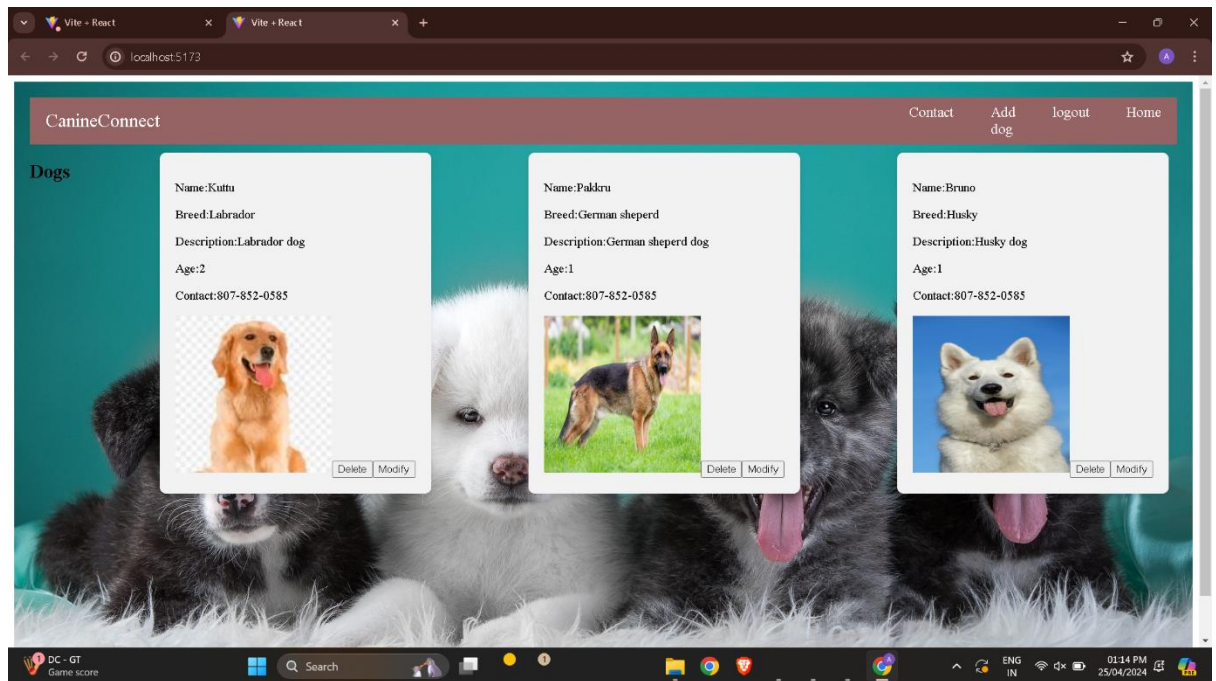 Vite + React
Vite + React
localhost:5173
A
CanineConnect
Contact
Add
dog
logout
Home
Dogs
Name:Kuttu
Breed:Labrador
Description:Labrador dog
Age:2
Contact:807-852-0585
Delete Modify
Name:Pakkru
Breed:German sheperd
Description:German sheperd dog
Age:1
Contact:807-852-0585
Delete Modify
Name:Bruno
Breed:Husky
Description:Husky dog
Age:1
Contact:807-852-0585
Delete Modify
1
DC - GT
Game score
Search
1
ENG
IN
01:14 PM
25/04/2024